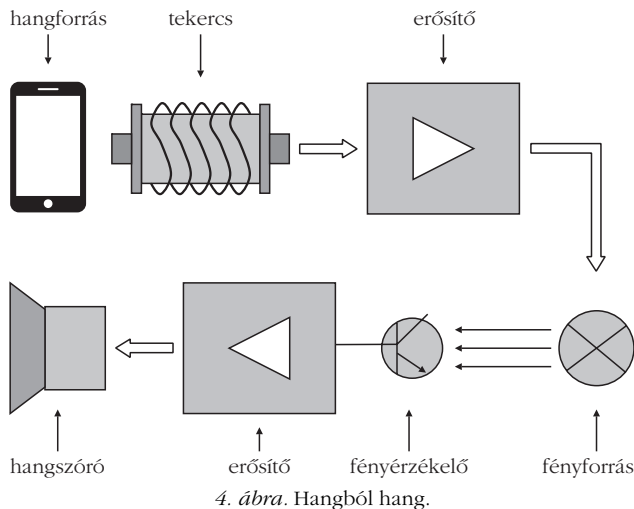 hangforrás tekercs erősítő
hangszóró erősítő fényérzékelő fényforrás
4. ábra. Hangból hang.